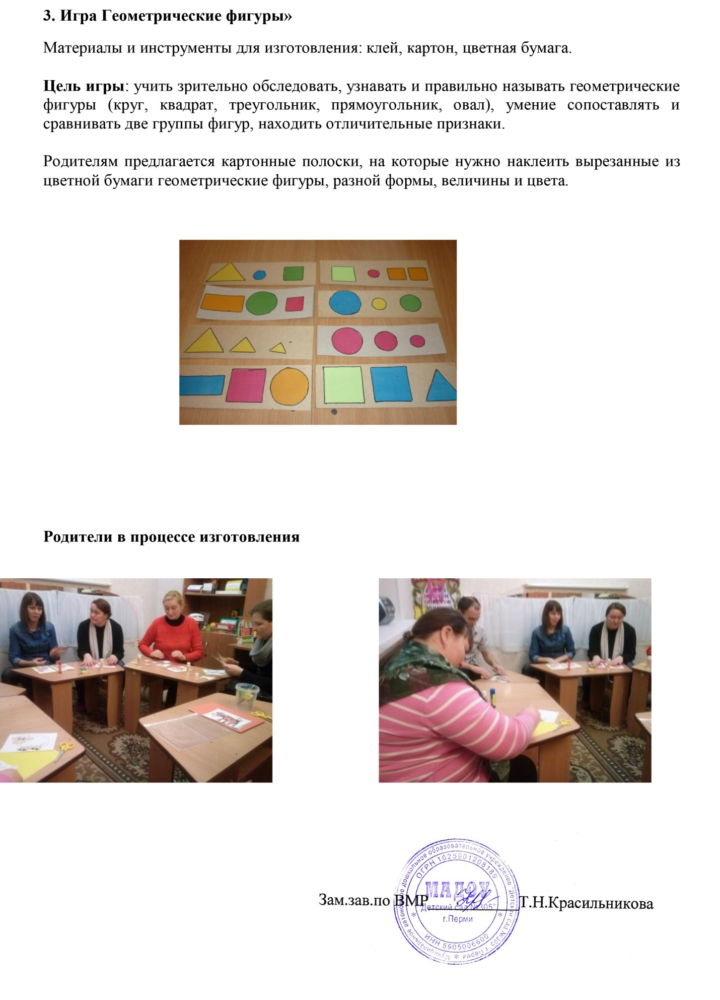 3. Игра Геометрические фигуры»
Материалы и инструменты для изготовления: клей, картон, цветная бумага.
Цель игры: учить зрительно обследовать, узнавать и правильно называть геометрические
фигуры (круг, квадрат, треугольник, прямоугольник, овал), умение сопоставлять и
сравнивать две группы фигур, находить отличительные признаки.
Родителям предлагается картонные полоски, на которые нужно наклеить вырезанные из
цветной бумаги геометрические фигуры, разной формы, величины и цвета.
Родители в процессе изготовления
Зам.зав.по ВМР Т.Н.Красильникова
Муниципальное автономное дошкольное образовательное учреждение "Детский сад №305" г.Перми
ОГРН 1025901208189
МАДОУ
"Детский сад №305"
г.Перми
ИНН 5905006600